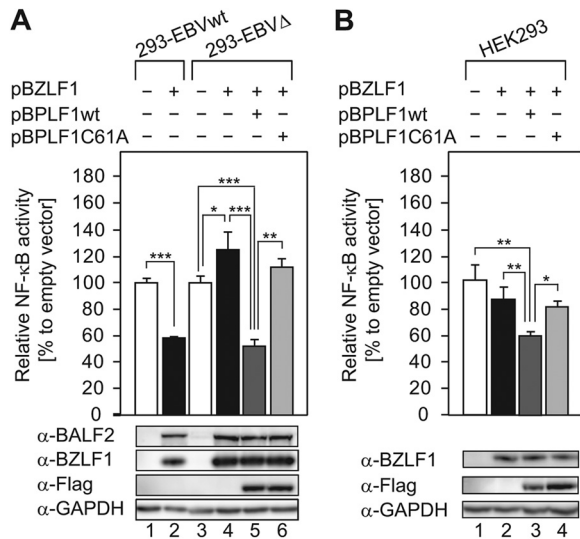 A
293-EBVwt
293-EBVΔ
pBZLF1 – + – + + +
pBPLF1wt – – – – + –
pBPLF1C61A – – – – – +
Relative NF-κB activity
[% to empty vector]
180
160
140
120
100
80
60
40
20
0
***
***
*
***
**
α-BALF2
α-BZLF1
α-Flag
α-GAPDH
1 2 3 4 5 6
B
HEK293
pBZLF1 – + + +
pBPLF1wt – – + –
pBPLF1C61A – – – +
Relative NF-κB activity
[% to empty vector]
180
160
140
120
100
80
60
40
20
0
**
**
*
α-BZLF1
α-Flag
α-GAPDH
1 2 3 4